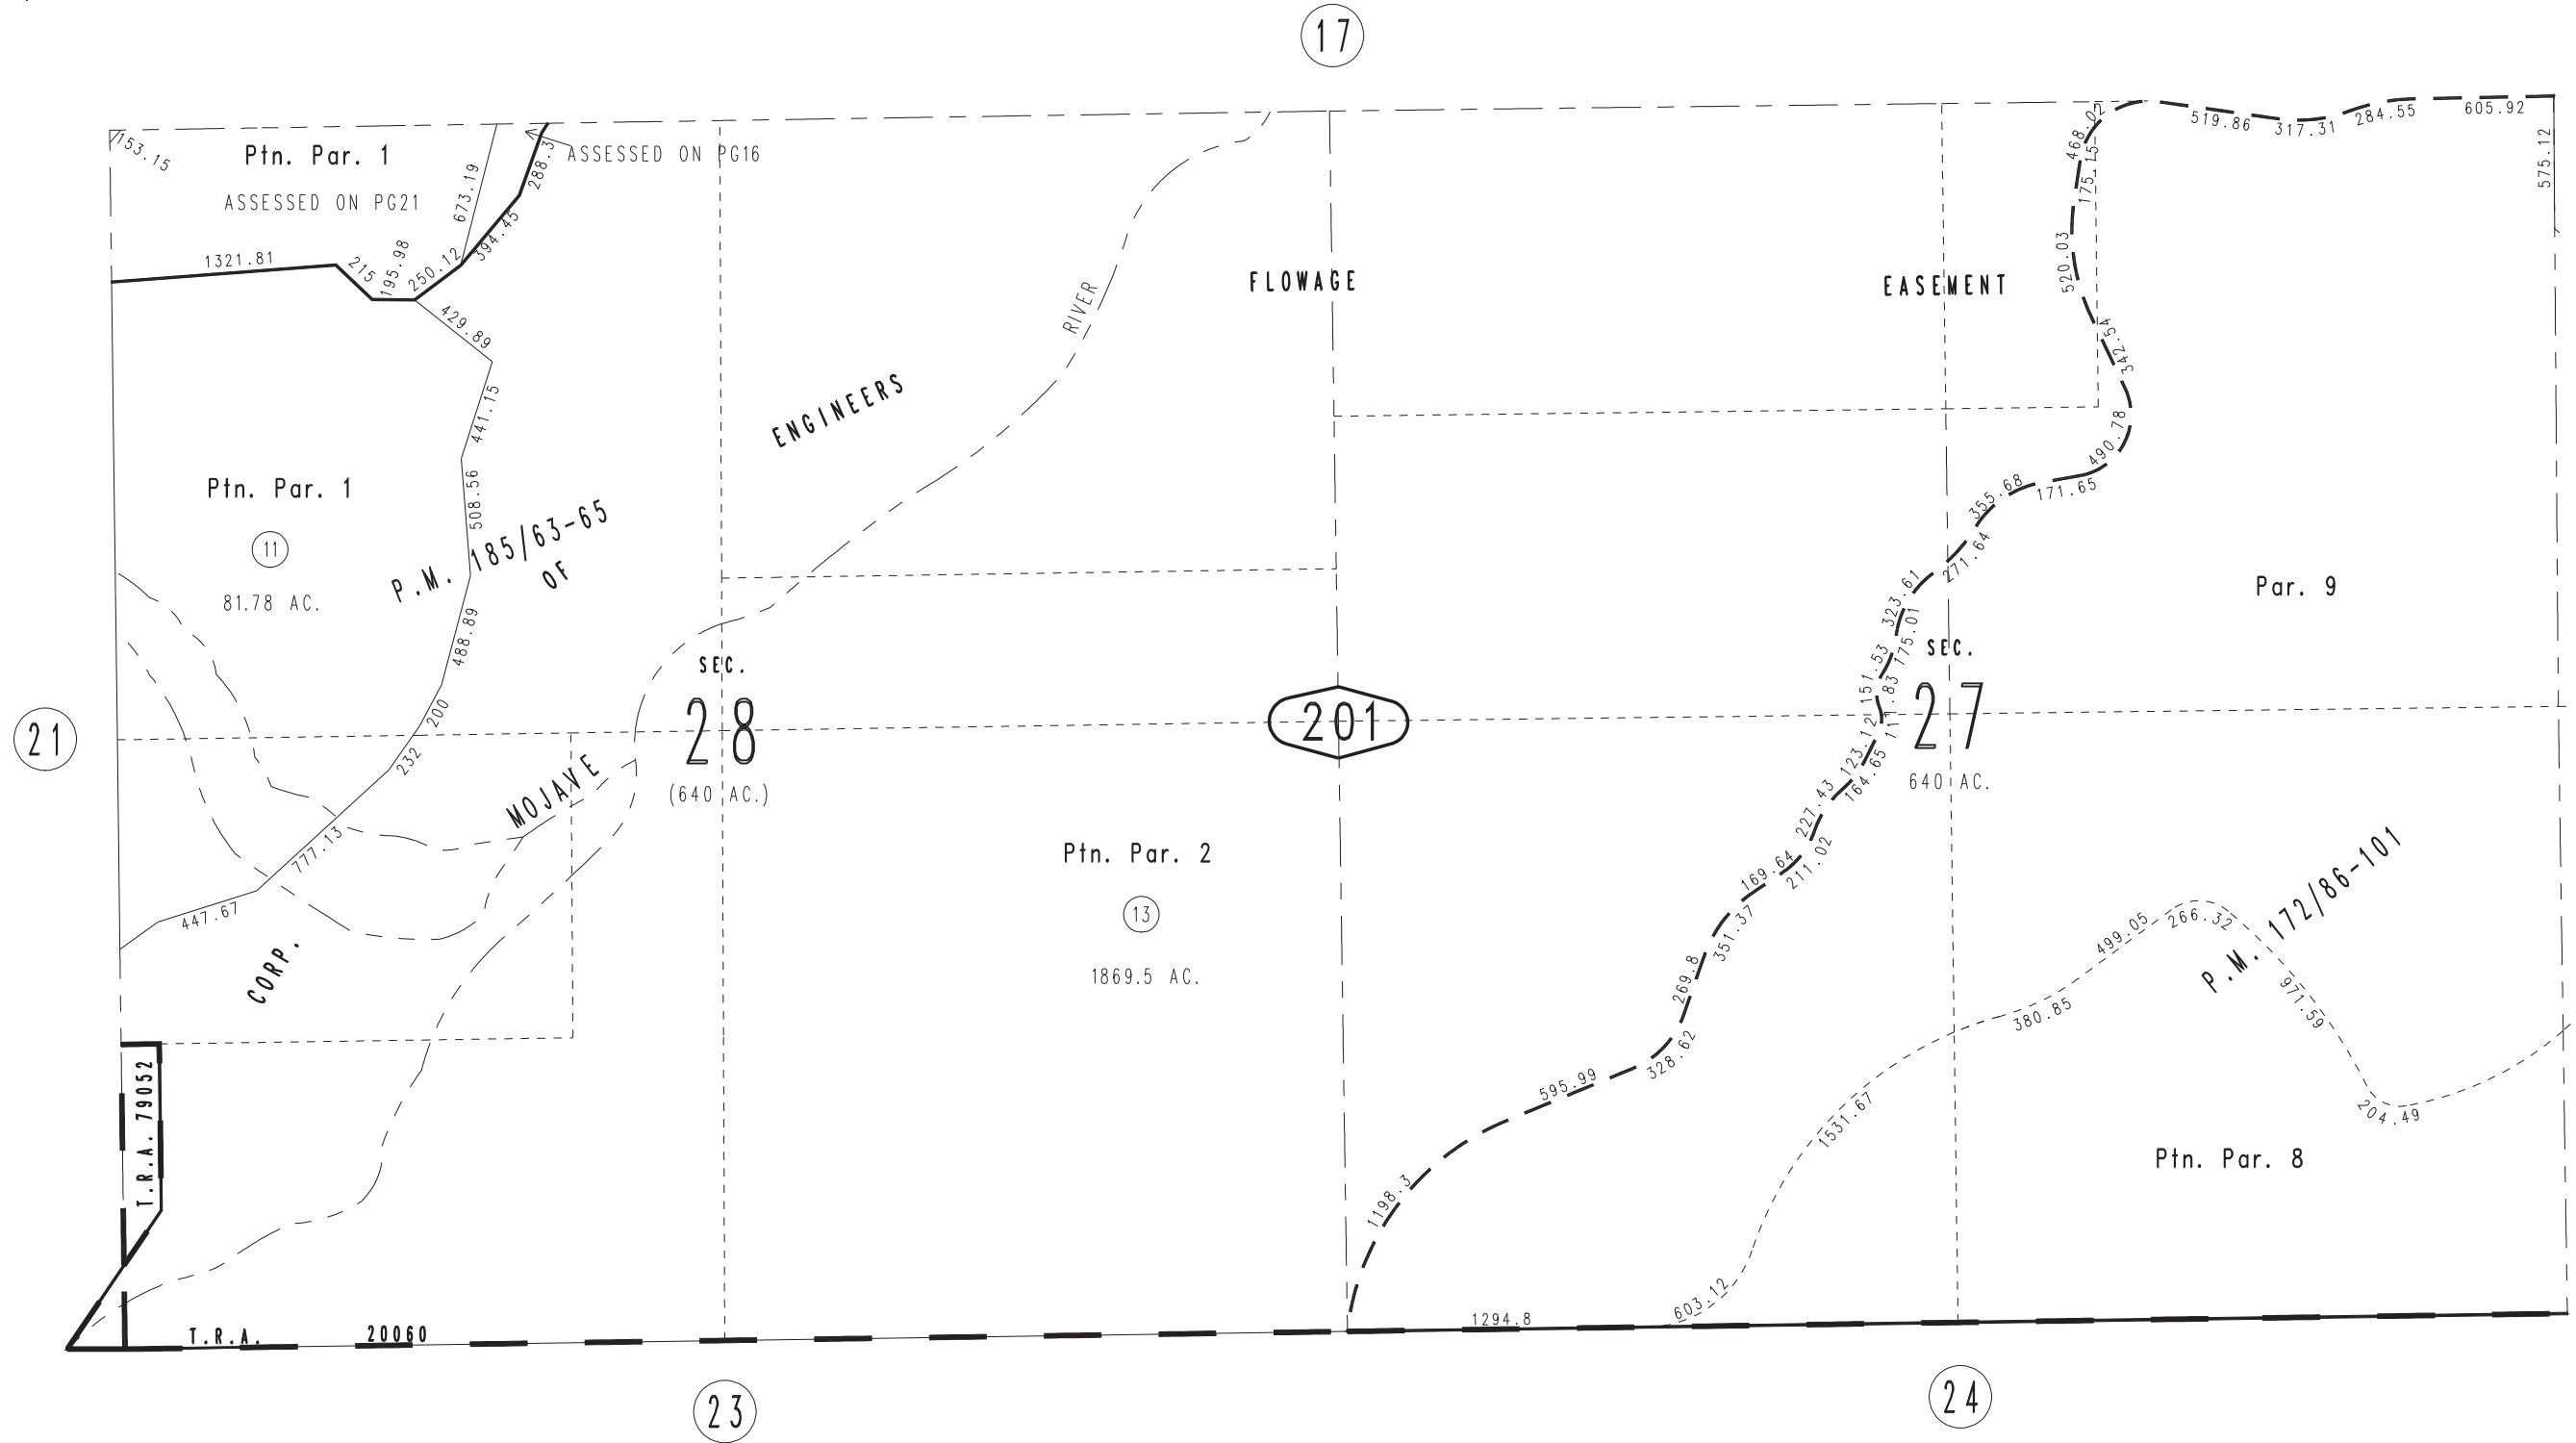 17
153.15
Ptn. Par. 1
ASSESSED ON PG21
673.19
288.3
ASSESSED ON PG16
394.45
1321.81
215
195.98
250.12
429.89
441.15
508.56
488.89
200
232
777.13
447.67
Ptn. Par. 1
11
81.78 AC.
P.M. 185/63-65
CORP.
OF
ENGINEERS
FLOWAGE
EASEMENT
MOJAVE
RIVER
21
SEC.
28
(640 AC.)
201
Ptn. Par. 2
13
1869.5 AC.
468.02
175.15
519.86
317.31
284.55
605.92
575.12
520.03
342.54
490.78
171.65
355.68
271.64
323.61
175.01
151.53
111.83
123.12
164.65
227.43
211.02
169.64
351.37
269.8
328.62
595.99
1198.3
SEC.
27
640 AC.
Par. 9
P.M. 172/86-101
499.05
266.32
971.59
380.85
204.49
1531.67
603.12
Ptn. Par. 8
1294.8
T.R.A. 79052
T.R.A. 20060
23
24